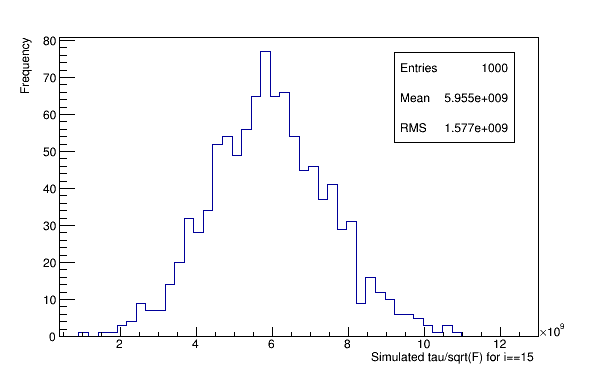 Frequency
80
70
60
50
40
30
20
10
0
Entries 1000
Mean 5.955e+009
RMS 1.577e+009
2 4 6 8 10 12
×10⁹
Simulated tau/sqrt(F) for i==15